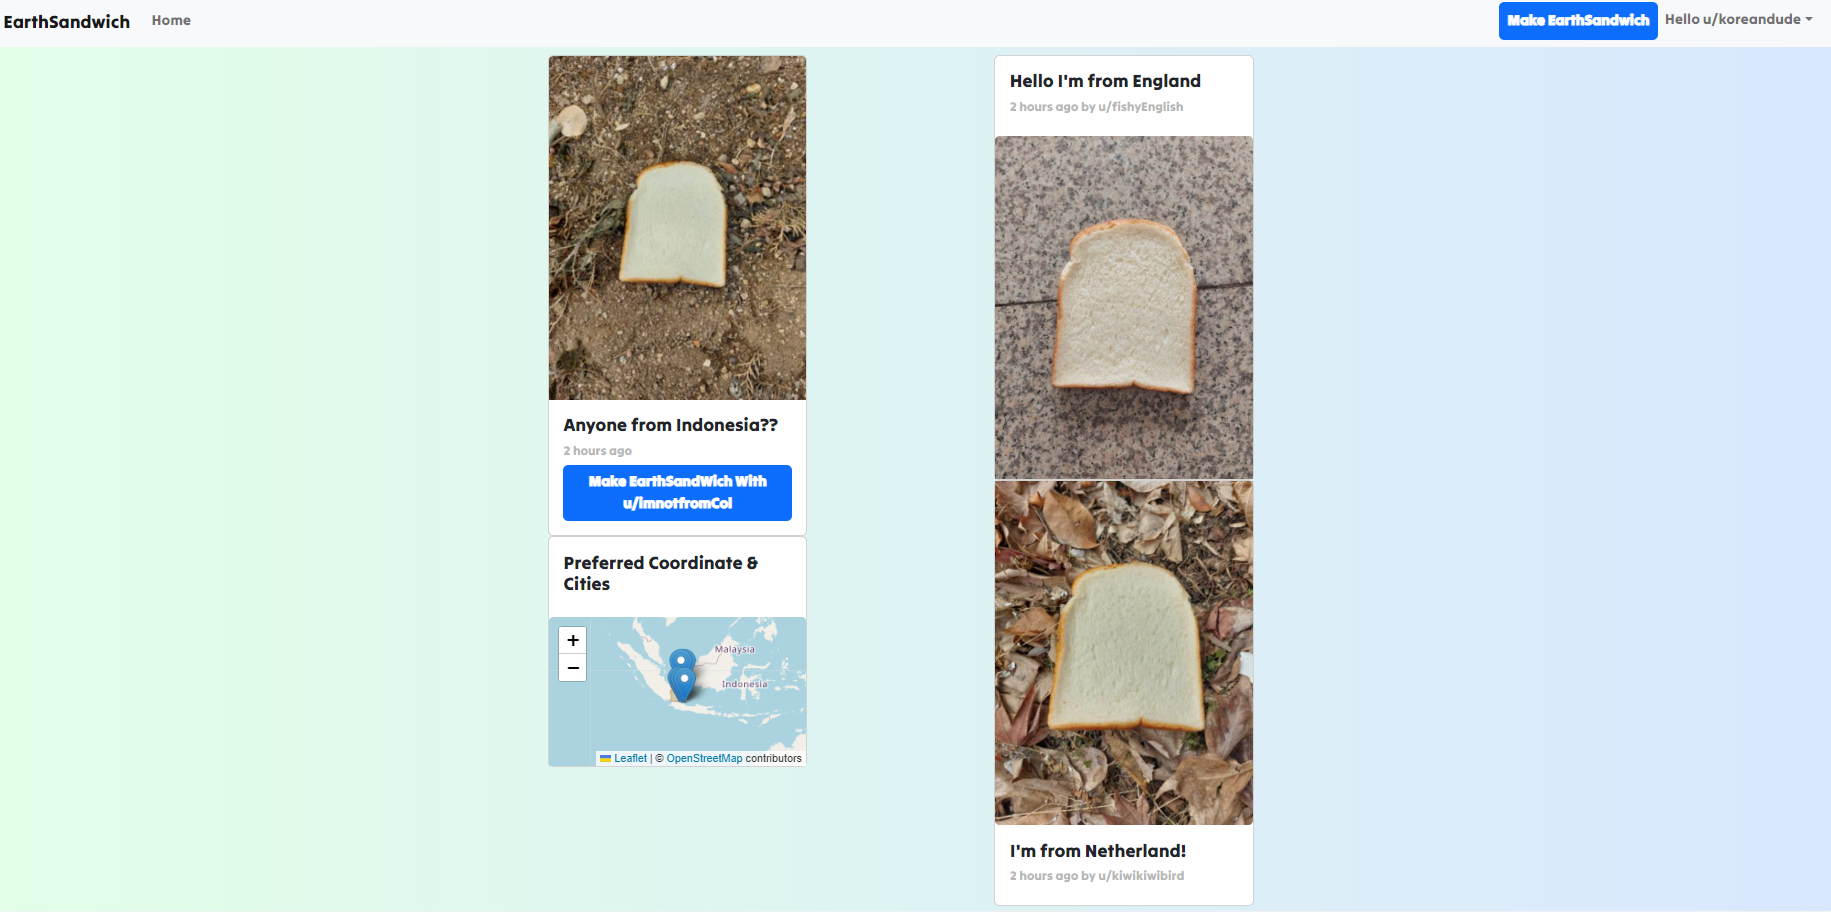 EarthSandwich
Home
Make EarthSandwich
Hello u/koreandude
Anyone from Indonesia??
2 hours ago
Make EarthSandWich With
u/imnotfromCol
Preferred Coordinate &
Cities
+
−
Malaysia
Indonesia
Leaflet | © OpenStreetMap contributors
Hello I'm from England
2 hours ago by u/fishyEnglish
I'm from Netherland!
2 hours ago by u/kiwikiwibird